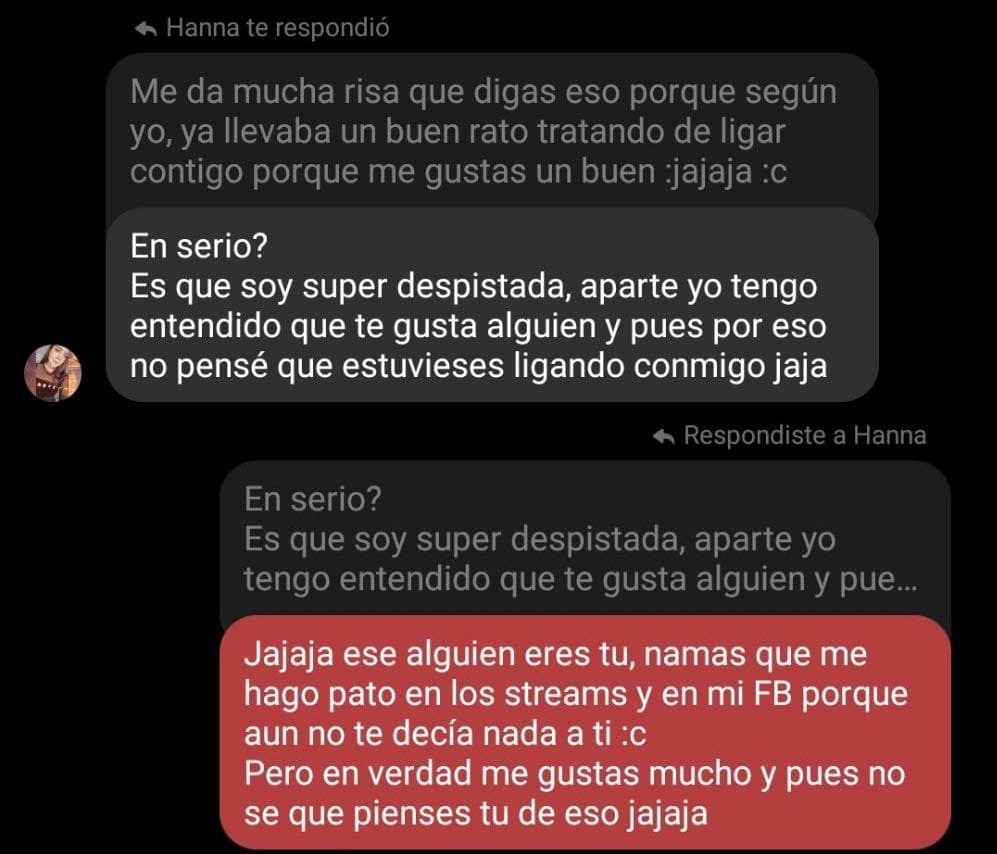 Hanna te respondió
Me da mucha risa que digas eso porque según
yo, ya llevaba un buen rato tratando de ligar
contigo porque me gustas un buen :jajaja :c
En serio?
Es que soy super despistada, aparte yo tengo
entendido que te gusta alguien y pues por eso
no pensé que estuvieses ligando conmigo jaja
Respondiste a Hanna
En serio?
Es que soy super despistada, aparte yo
tengo entendido que te gusta alguien y pue...
Jajaja ese alguien eres tu, namas que me
hago pato en los streams y en mi FB porque
aun no te decía nada a ti :c
Pero en verdad me gustas mucho y pues no
se que pienses tu de eso jajaja